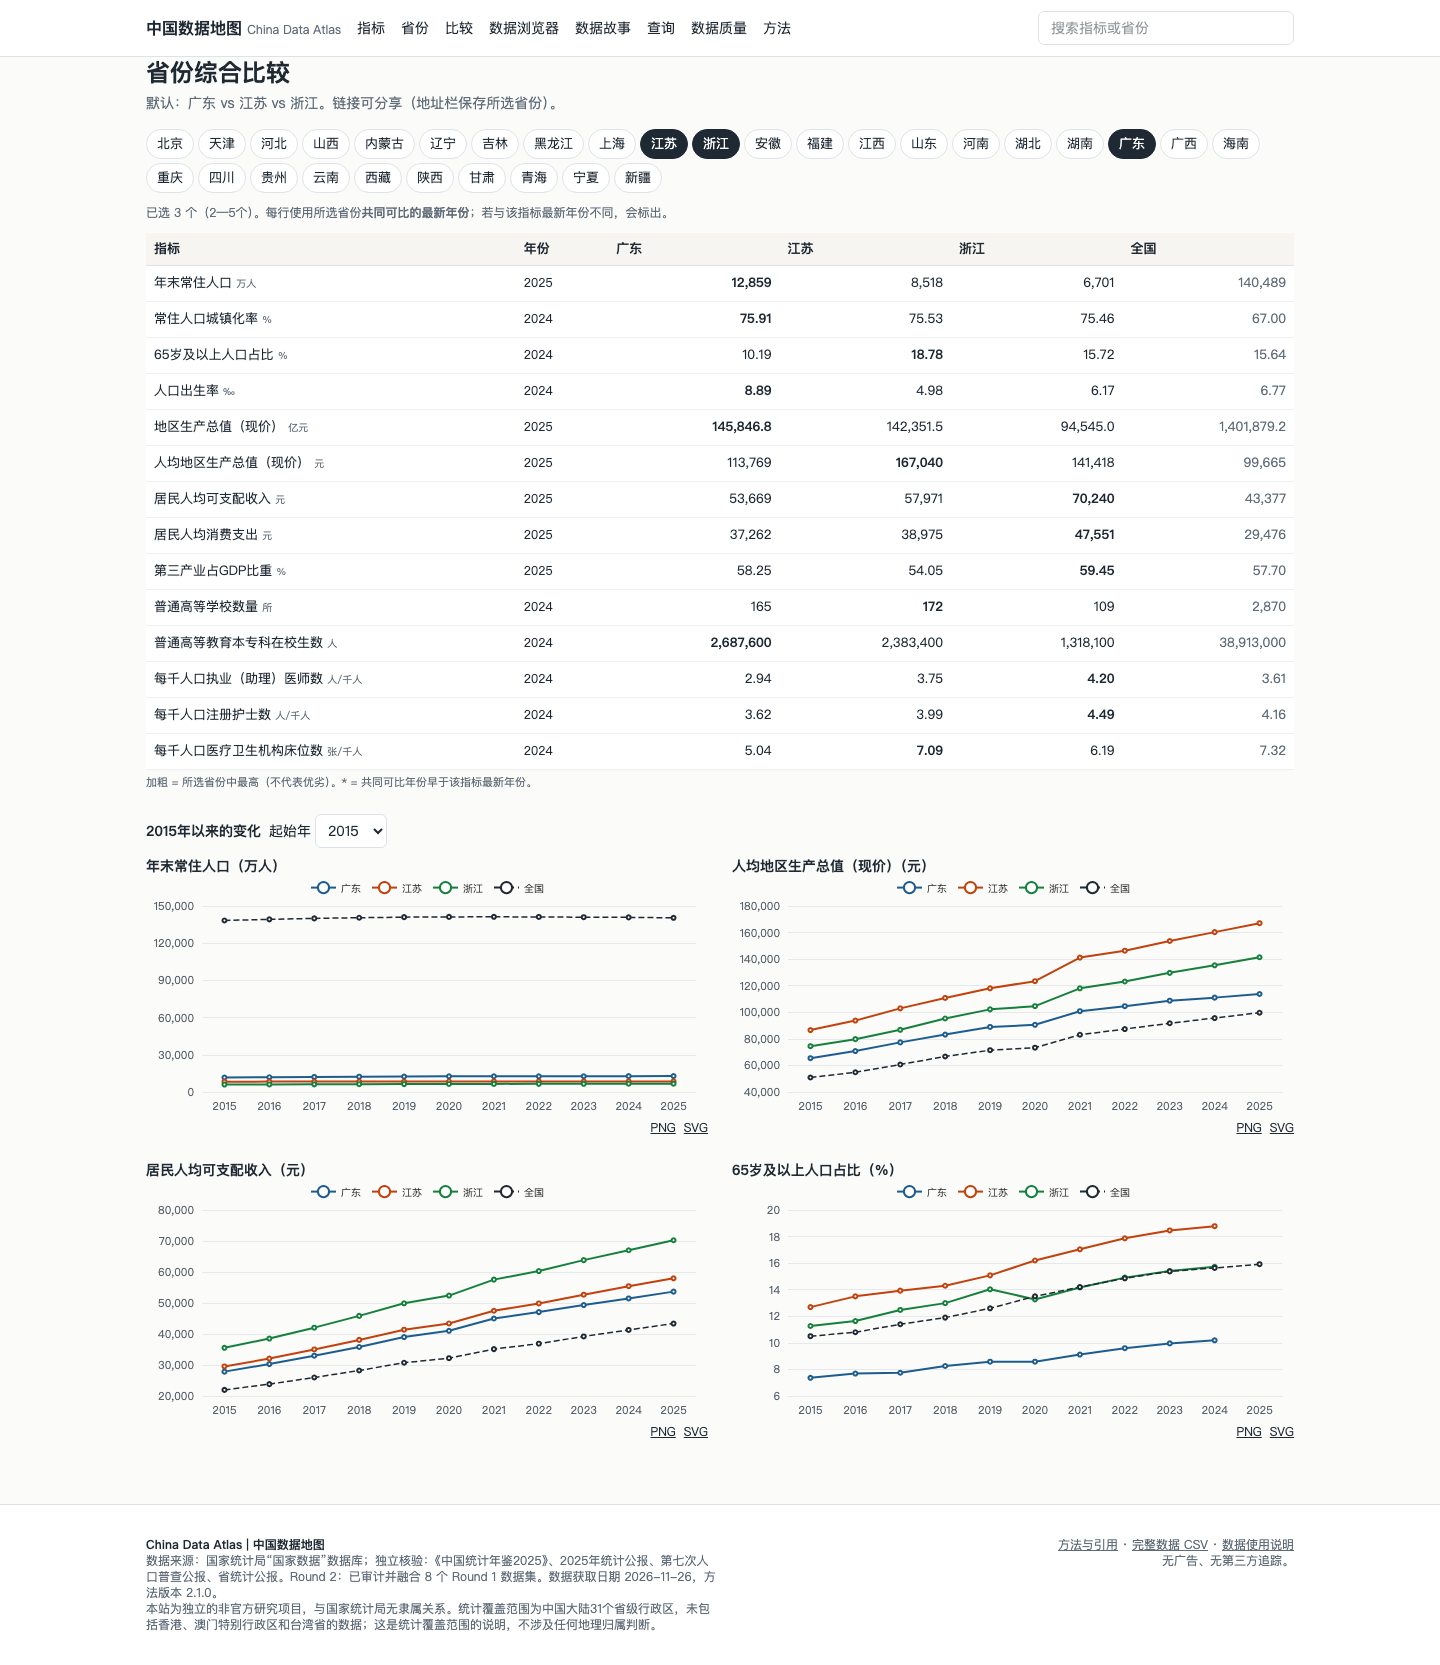 中国数据地图 China Data Atlas 指标 省份 比较 数据浏览器 数据故事 查询 数据质量 方法 搜索指标或省份
省份综合比较
默认：广东 vs 江苏 vs 浙江。链接可分享（地址栏保存所选省份）。
北京 天津 河北 山西 内蒙古 辽宁 吉林 黑龙江 上海 江苏 浙江 安徽 福建 江西 山东 河南 湖北 湖南 广东 广西 海南
重庆 四川 贵州 云南 西藏 陕西 甘肃 青海 宁夏 新疆
已选 3 个（2—5个）。每行使用所选省份共同可比的最新年份；若与该指标最新年份不同，会标出。
指标 年份 广东 江苏 浙江 全国
年末常住人口 万人 2025 12,859 8,518 6,701 140,489
常住人口城镇化率 % 2024 75.91 75.53 75.46 67.00
65岁及以上人口占比 % 2024 10.19 18.78 15.72 15.64
人口出生率 ‰ 2024 8.89 4.98 6.17 6.77
地区生产总值（现价） 亿元 2025 145,846.8 142,351.5 94,545.0 1,401,879.2
人均地区生产总值（现价） 元 2025 113,769 167,040 141,418 99,665
居民人均可支配收入 元 2025 53,669 57,971 70,240 43,377
居民人均消费支出 元 2025 37,262 38,975 47,551 29,476
第三产业占GDP比重 % 2025 58.25 54.05 59.45 57.70
普通高等学校数量 所 2024 165 172 109 2,870
普通高等教育本专科在校生数 人 2024 2,687,600 2,383,400 1,318,100 38,913,000
每千人口执业（助理）医师数 人/千人 2024 2.94 3.75 4.20 3.61
每千人口注册护士数 人/千人 2024 3.62 3.99 4.49 4.16
每千人口医疗卫生机构床位数 张/千人 2024 5.04 7.09 6.19 7.32
加粗 = 所选省份中最高（不代表优劣）。* = 共同可比年份早于该指标最新年份。
2015年以来的变化 起始年 2015
年末常住人口（万人）
广东 江苏 浙江 全国
150,000
120,000
90,000
60,000
30,000
0
2015 2016 2017 2018 2019 2020 2021 2022 2023 2024 2025
PNG SVG
人均地区生产总值（现价）（元）
广东 江苏 浙江 全国
180,000
160,000
140,000
120,000
100,000
80,000
60,000
40,000
2015 2016 2017 2018 2019 2020 2021 2022 2023 2024 2025
PNG SVG
居民人均可支配收入（元）
广东 江苏 浙江 全国
80,000
70,000
60,000
50,000
40,000
30,000
20,000
2015 2016 2017 2018 2019 2020 2021 2022 2023 2024 2025
PNG SVG
65岁及以上人口占比（%）
广东 江苏 浙江 全国
20
18
16
14
12
10
8
6
2015 2016 2017 2018 2019 2020 2021 2022 2023 2024 2025
PNG SVG
China Data Atlas | 中国数据地图
数据来源：国家统计局“国家数据”数据库；独立核验：《中国统计年鉴2025》、2025年统计公报、第七次人
口普查公报、省统计公报。Round 2：已审计并融合 8 个 Round 1 数据集。数据获取日期 2026-11-26，方
法版本 2.1.0。
本站为独立的非官方研究项目，与国家统计局无隶属关系。统计覆盖范围为中国大陆31个省级行政区，未包
括香港、澳门特别行政区和台湾省的数据；这是统计覆盖范围的说明，不涉及任何地理归属判断。
方法与引用 · 完整数据 CSV · 数据使用说明
无广告、无第三方追踪。